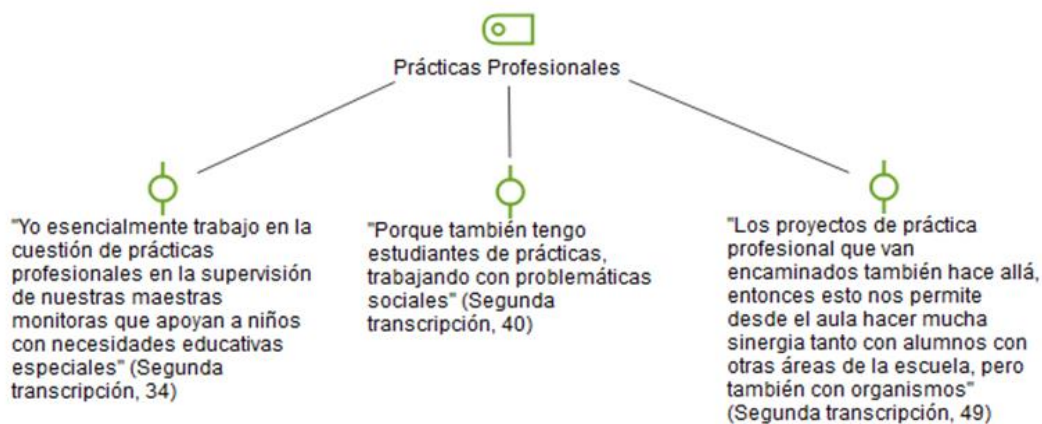 Prácticas Profesionales
"Yo esencialmente trabajo en la
cuestión de prácticas
profesionales en la supervisión
de nuestras maestras
monitoras que apoyan a niños
con necesidades educativas
especiales" (Segunda
transcripción, 34)
"Porque también tengo
estudiantes de prácticas,
trabajando con problemáticas
sociales" (Segunda
transcripción, 40)
"Los proyectos de práctica
profesional que van
encaminados también hace allá,
entonces esto nos permite
desde el aula hacer mucha
sinergia tanto con alumnos con
otras áreas de la escuela, pero
también con organismos"
(Segunda transcripción, 49)